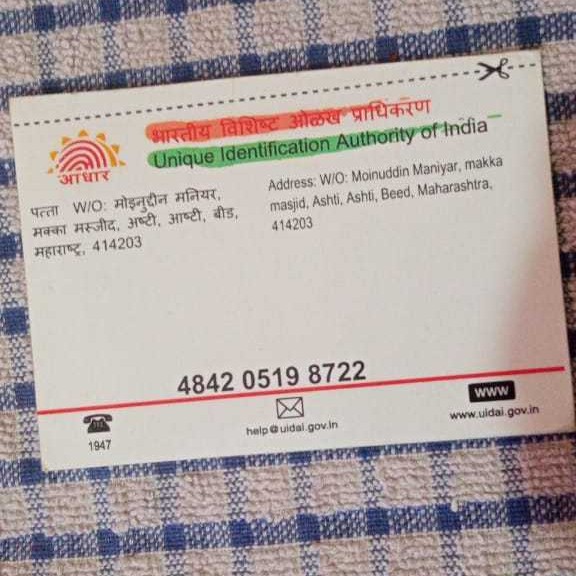 भारतीय विशिष्ट ओळख प्राधिकरण
Unique Identification Authority of India
आधार
पत्ता W/O: मोइनुद्दीन मनियर,
मक्का मस्जीद, अष्टी, आष्टी, बीड,
महाराष्ट्र, 414203
Address: W/O: Moinuddin Maniyar, makka
masjid, Ashti, Ashti, Beed, Maharashtra,
414203
4842 0519 8722
1947
help@uidai.gov.in
www
www.uidai.gov.in